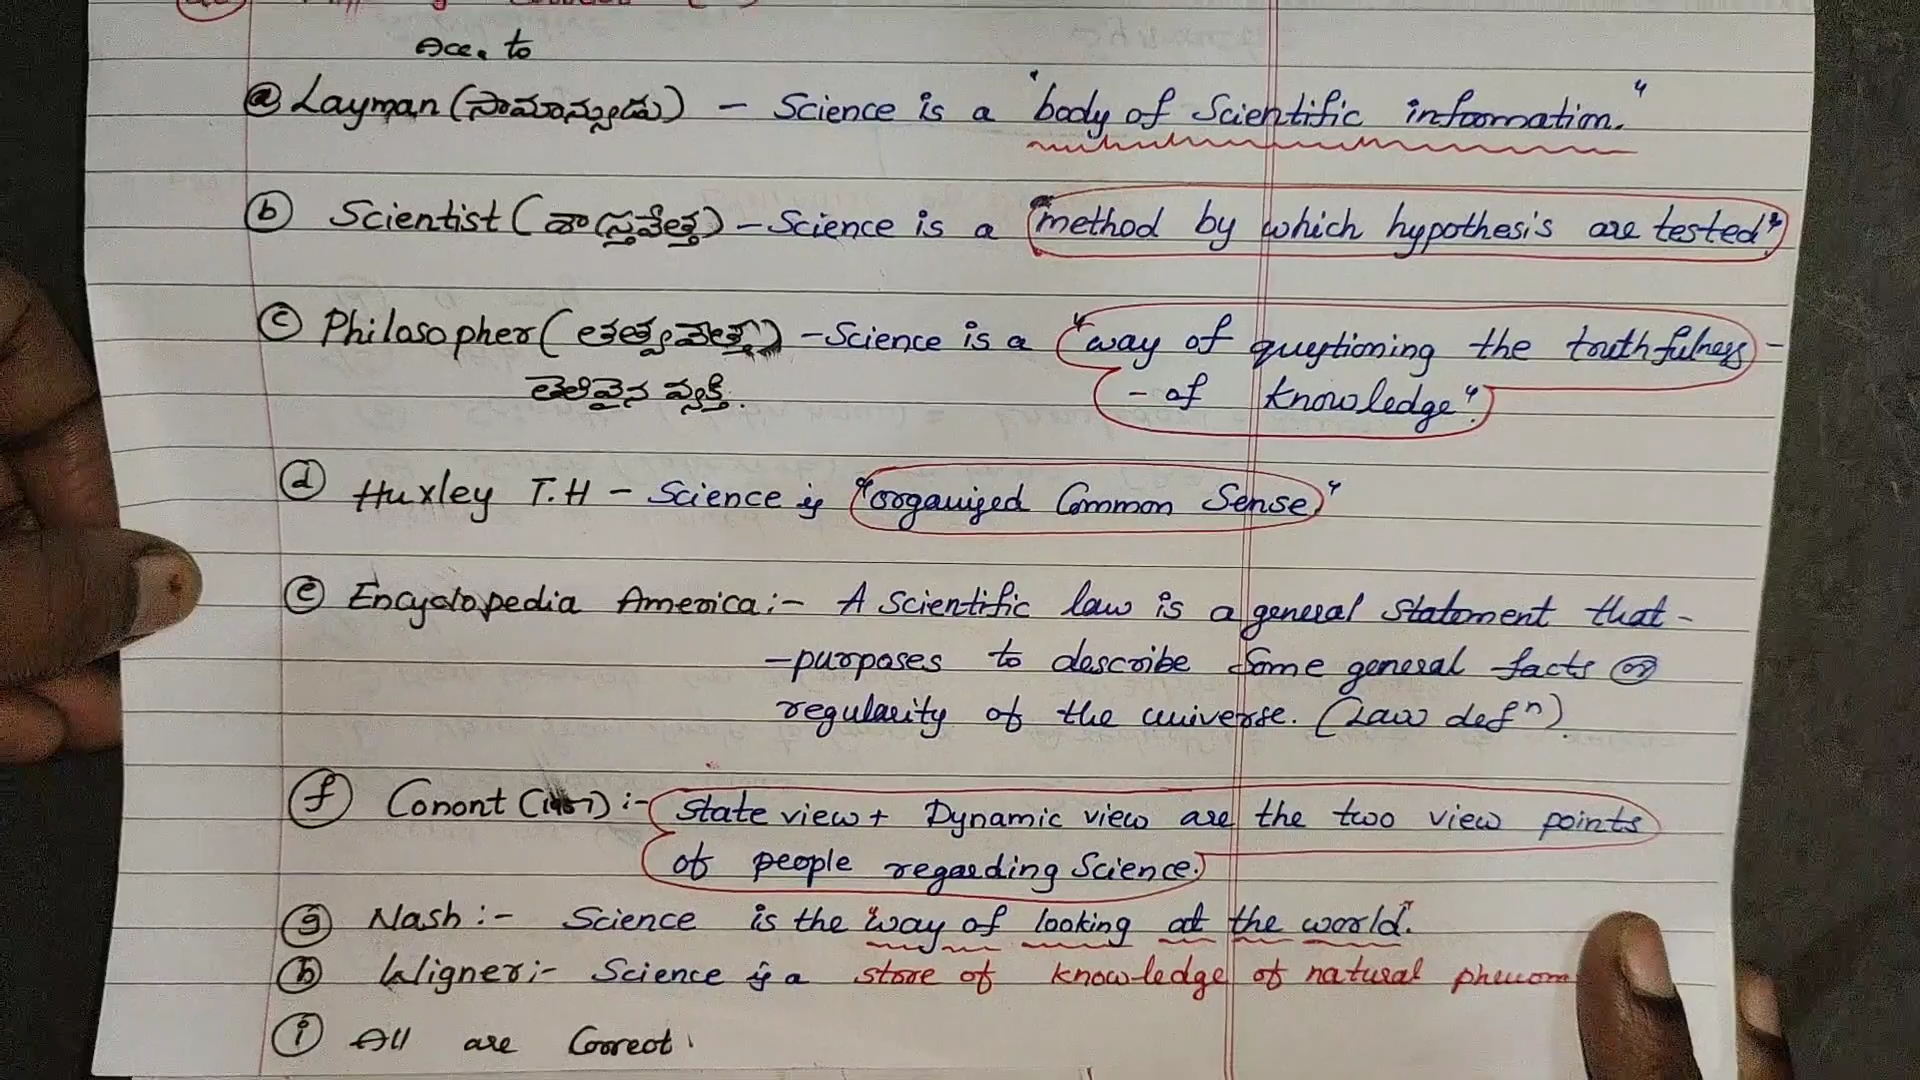 Acc. to
ⓐ Layman (సామాన్యుడు) - Science is a "body of Scientific information."
ⓑ Scientist (శాస్త్రవేత్త) - Science is a "method by which hypothesis are tested"
ⓒ Philosopher ( - Science is a "way of questioning the truthfulness -
- of knowledge".
తెలివైన వ్యక్తి.
ⓓ Huxley T.H - Science is "organized Common Sense"
ⓔ Encyclopedia America :- A Scientific law is a general statement that -
- purposes to describe some general facts or
regularity of the universe. (Law defⁿ)
ⓕ Conont :- State view + Dynamic view are the two view points
of people regarding Science.
ⓖ Nash :- Science is the "way of looking at the world".
ⓗ Wigner :- Science is a store of knowledge of natural phenom
ⓘ All are Correct.